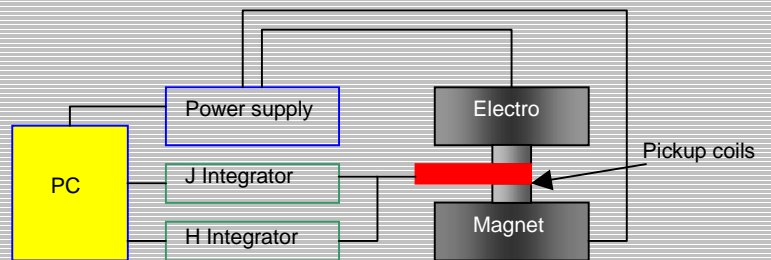 Power supply
Electro
Pickup coils
PC
J Integrator
H Integrator
Magnet